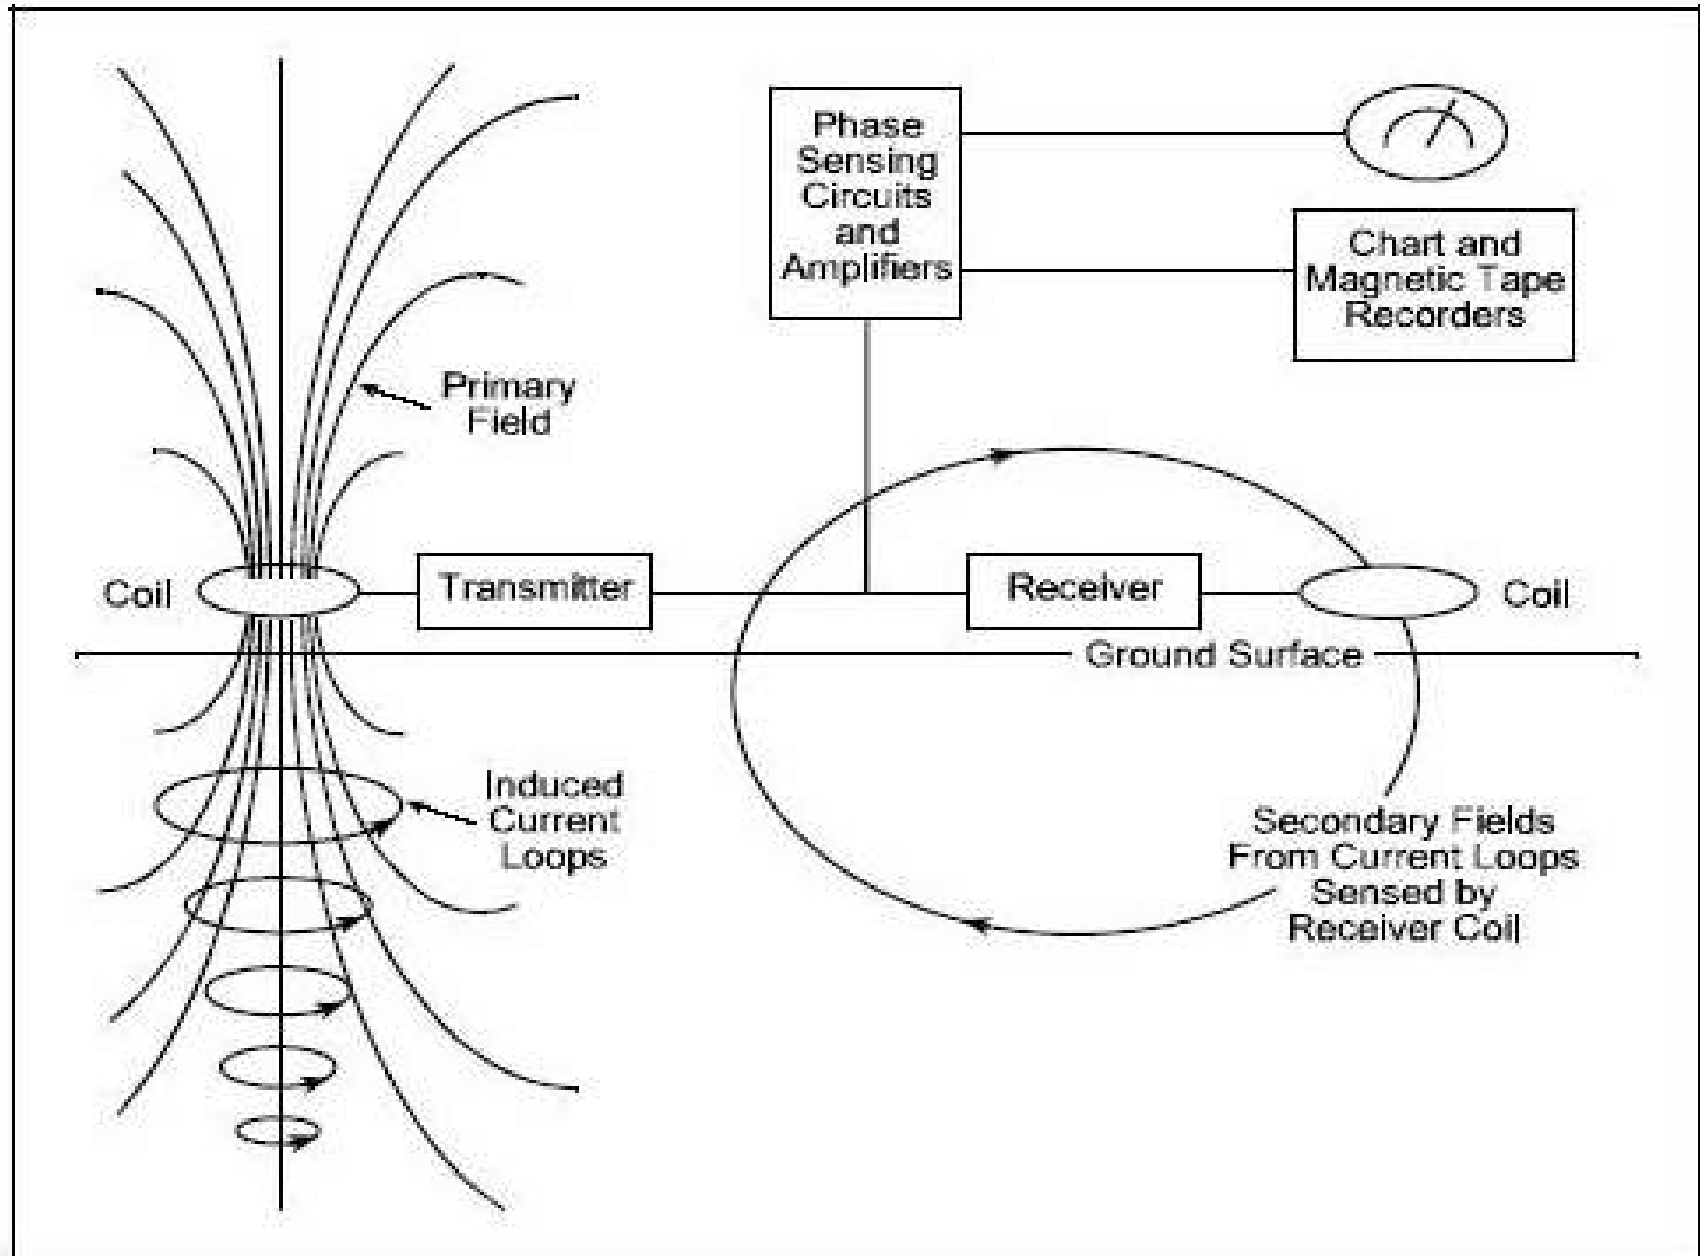 Phase
Sensing
Circuits
and
Amplifiers
Chart and
Magnetic Tape
Recorders
Primary
Field
Coil
Transmitter
Receiver
Coil
Ground Surface
Induced
Current
Loops
Secondary Fields
From Current Loops
Sensed by
Receiver Coil